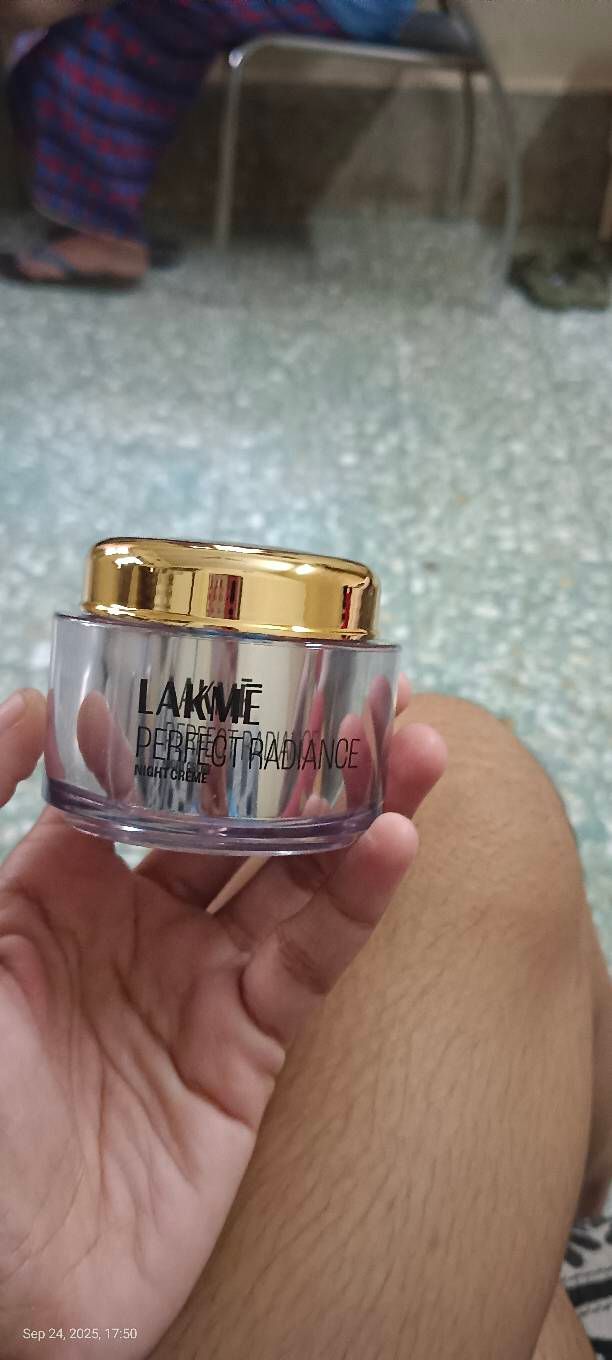 LAKMĒ
PERFECT RADIANCE
NIGHT CRÈME
Sep 24, 2025, 17:50